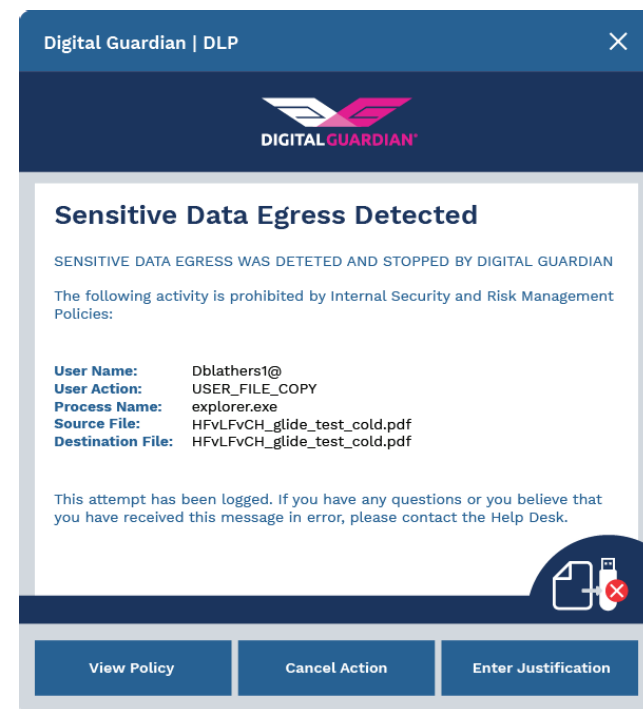 Digital Guardian | DLP
DIGITALGUARDIAN®
Sensitive Data Egress Detected
SENSITIVE DATA EGRESS WAS DETETED AND STOPPED BY DIGITAL GUARDIAN
The following activity is prohibited by Internal Security and Risk Management
Policies:
User Name: Dblathers1@
User Action: USER_FILE_COPY
Process Name: explorer.exe
Source File: HFvLFvCH_glide_test_cold.pdf
Destination File: HFvLFvCH_glide_test_cold.pdf
This attempt has been logged. If you have any questions or you believe that
you have received this message in error, please contact the Help Desk.
View Policy
Cancel Action
Enter Justification